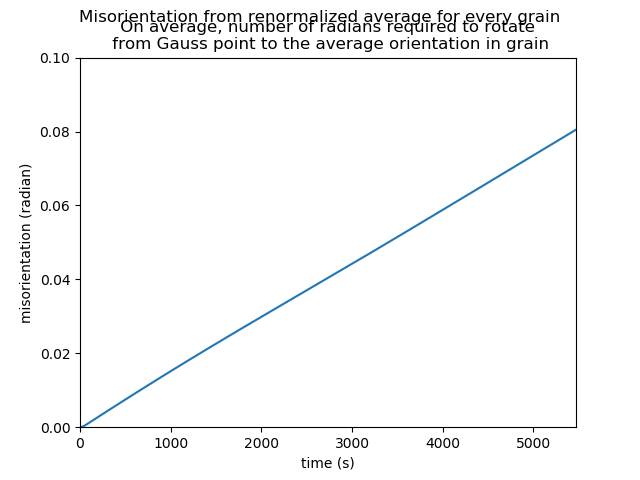 Misorientation from renormalized average for every grain
On average, number of radians required to rotate
from Gauss point to the average orientation in grain
0.10
0.08
0.06
0.04
0.02
0.00
misorientation (radian)
0 1000 2000 3000 4000 5000
time (s)